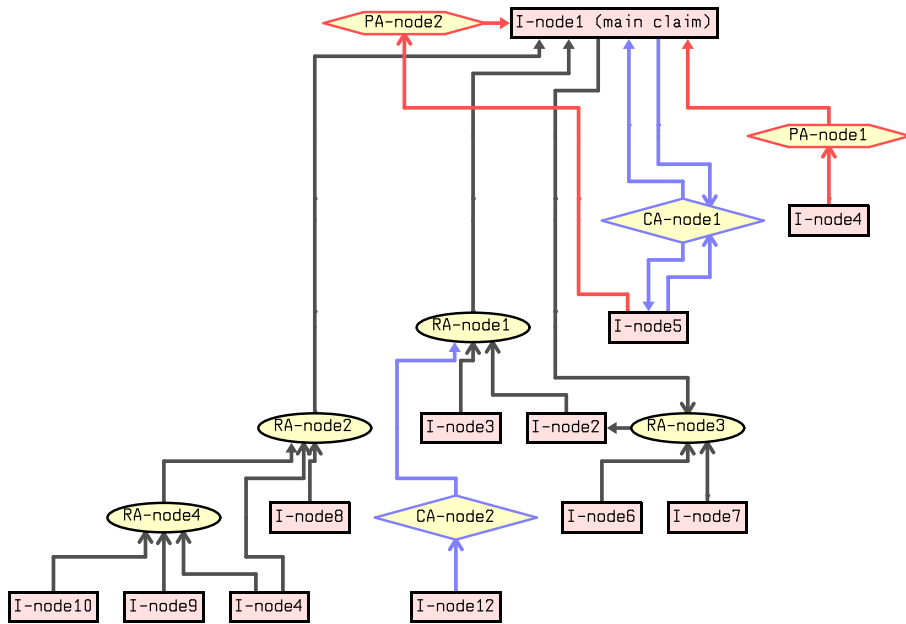 PA-node2
I-node1 (main claim)
PA-node1
CA-node1
I-node4
RA-node1
I-node5
RA-node2
I-node3
I-node2
RA-node3
RA-node4
I-node8
CA-node2
I-node6
I-node7
I-node10
I-node9
I-node4
I-node12